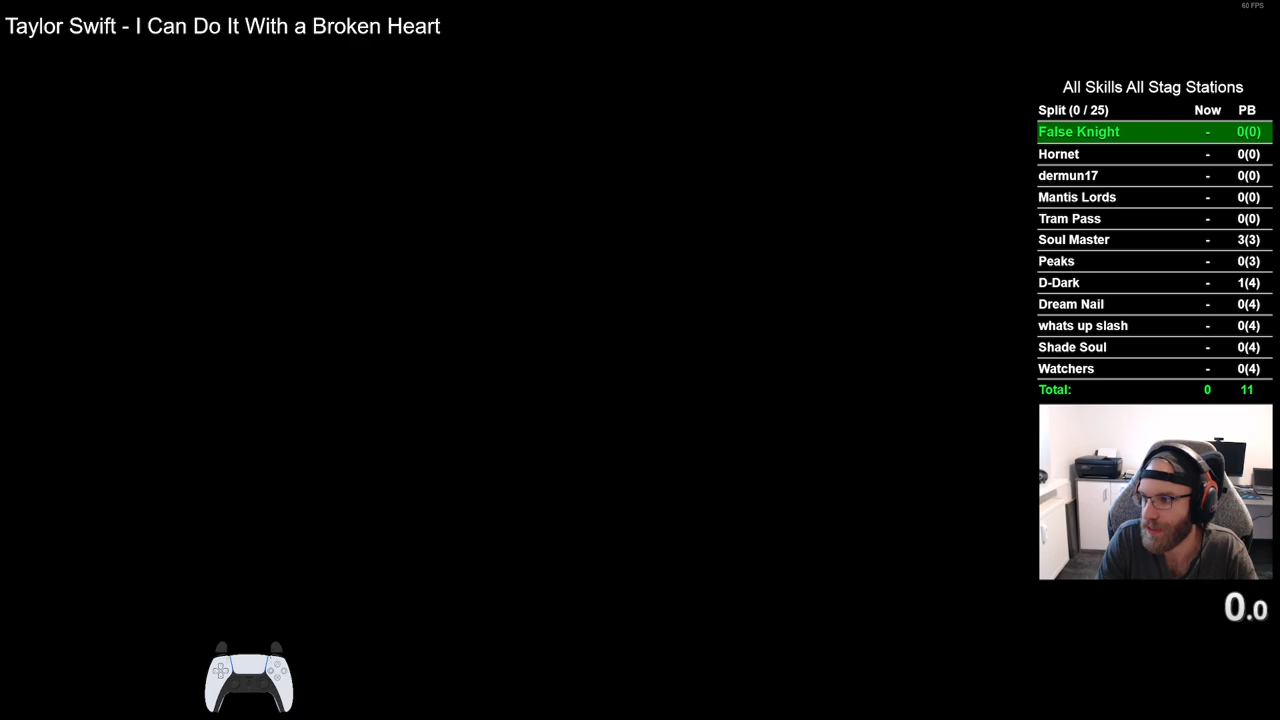 60 FPS
Taylor Swift - I Can Do It With a Broken Heart
All Skills All Stag Stations
Split (0 / 25) Now PB
False Knight - 0(0)
Hornet - 0(0)
dermun17 - 0(0)
Mantis Lords - 0(0)
Tram Pass - 0(0)
Soul Master - 3(3)
Peaks - 0(3)
D-Dark - 1(4)
Dream Nail - 0(4)
whats up slash - 0(4)
Shade Soul - 0(4)
Watchers - 0(4)
Total: 0 11
0.0